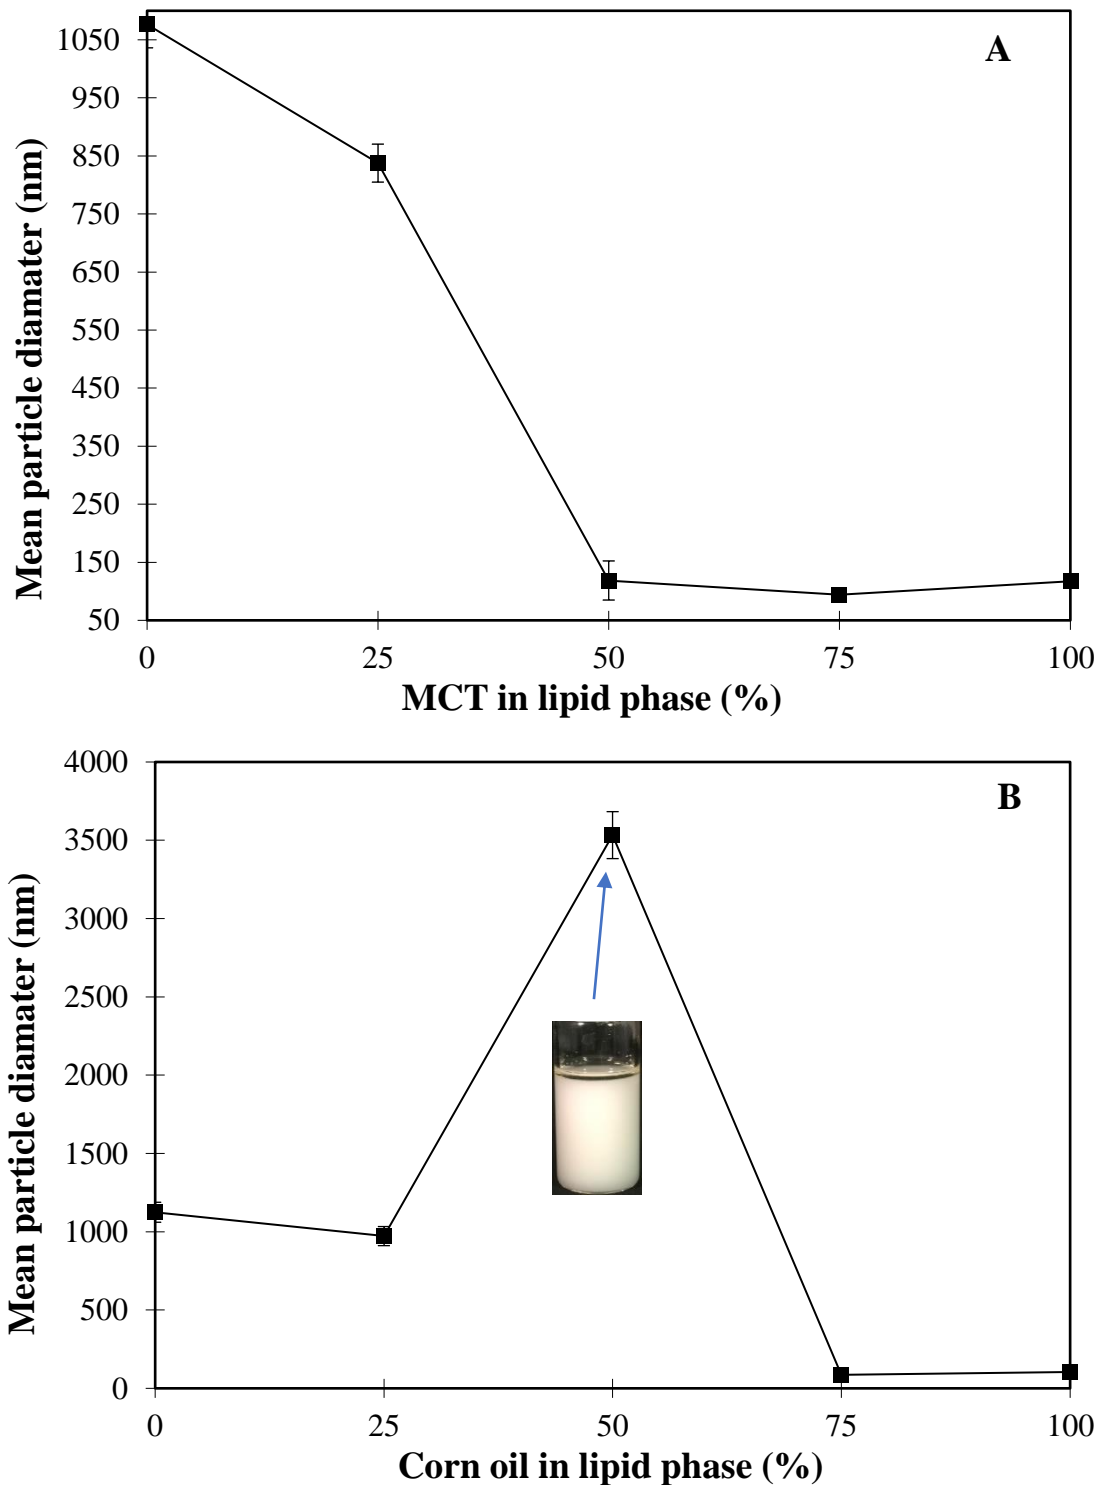 A
1050
950
850
750
650
550
450
350
250
150
50
Mean particle diamater (nm)
0 25 50 75 100
MCT in lipid phase (%)
B
4000
3500
3000
2500
2000
1500
1000
500
0
Mean particle diamater (nm)
0 25 50 75 100
Corn oil in lipid phase (%)